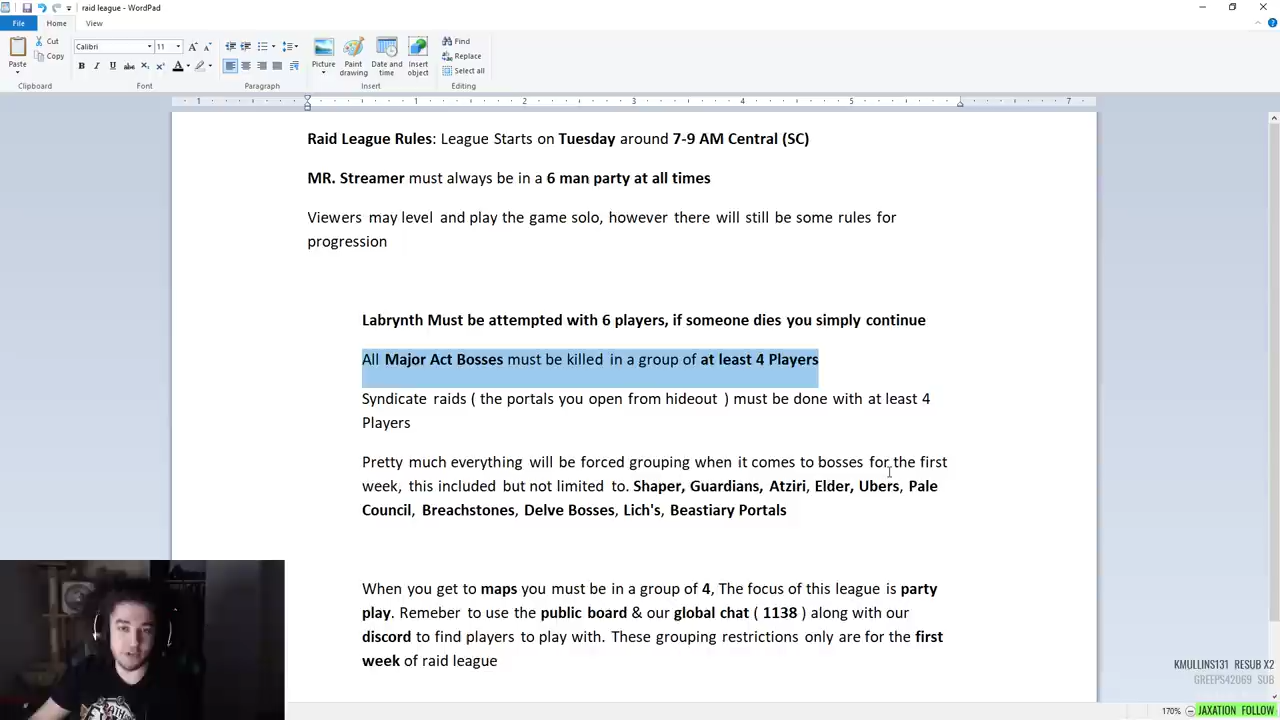 raid league - WordPad
File
Home
View
Paste
Cut
Copy
Clipboard
Calibri
11
Font
Paragraph
Picture
Paint drawing
Date and time
Insert object
Insert
Find
Replace
Select all
Editing
1 1 2 3 4 5 7
Raid League Rules: League Starts on Tuesday around 7-9 AM Central (SC)
MR. Streamer must always be in a 6 man party at all times
Viewers may level and play the game solo, however there will still be some rules for
progression
Labrynth Must be attempted with 6 players, if someone dies you simply continue
All Major Act Bosses must be killed in a group of at least 4 Players
Syndicate raids ( the portals you open from hideout ) must be done with at least 4
Players
Pretty much everything will be forced grouping when it comes to bosses for the first
week, this included but not limited to. Shaper, Guardians, Atziri, Elder, Ubers, Pale
Council, Breachstones, Delve Bosses, Lich's, Beastiary Portals
When you get to maps you must be in a group of 4, The focus of this league is party
play. Remeber to use the public board & our global chat ( 1138 ) along with our
discord to find players to play with. These grouping restrictions only are for the first
week of raid league
KMULLINS131 RESUB X2
GREEPS42069 SUB
170%
JAXATION FOLLOW